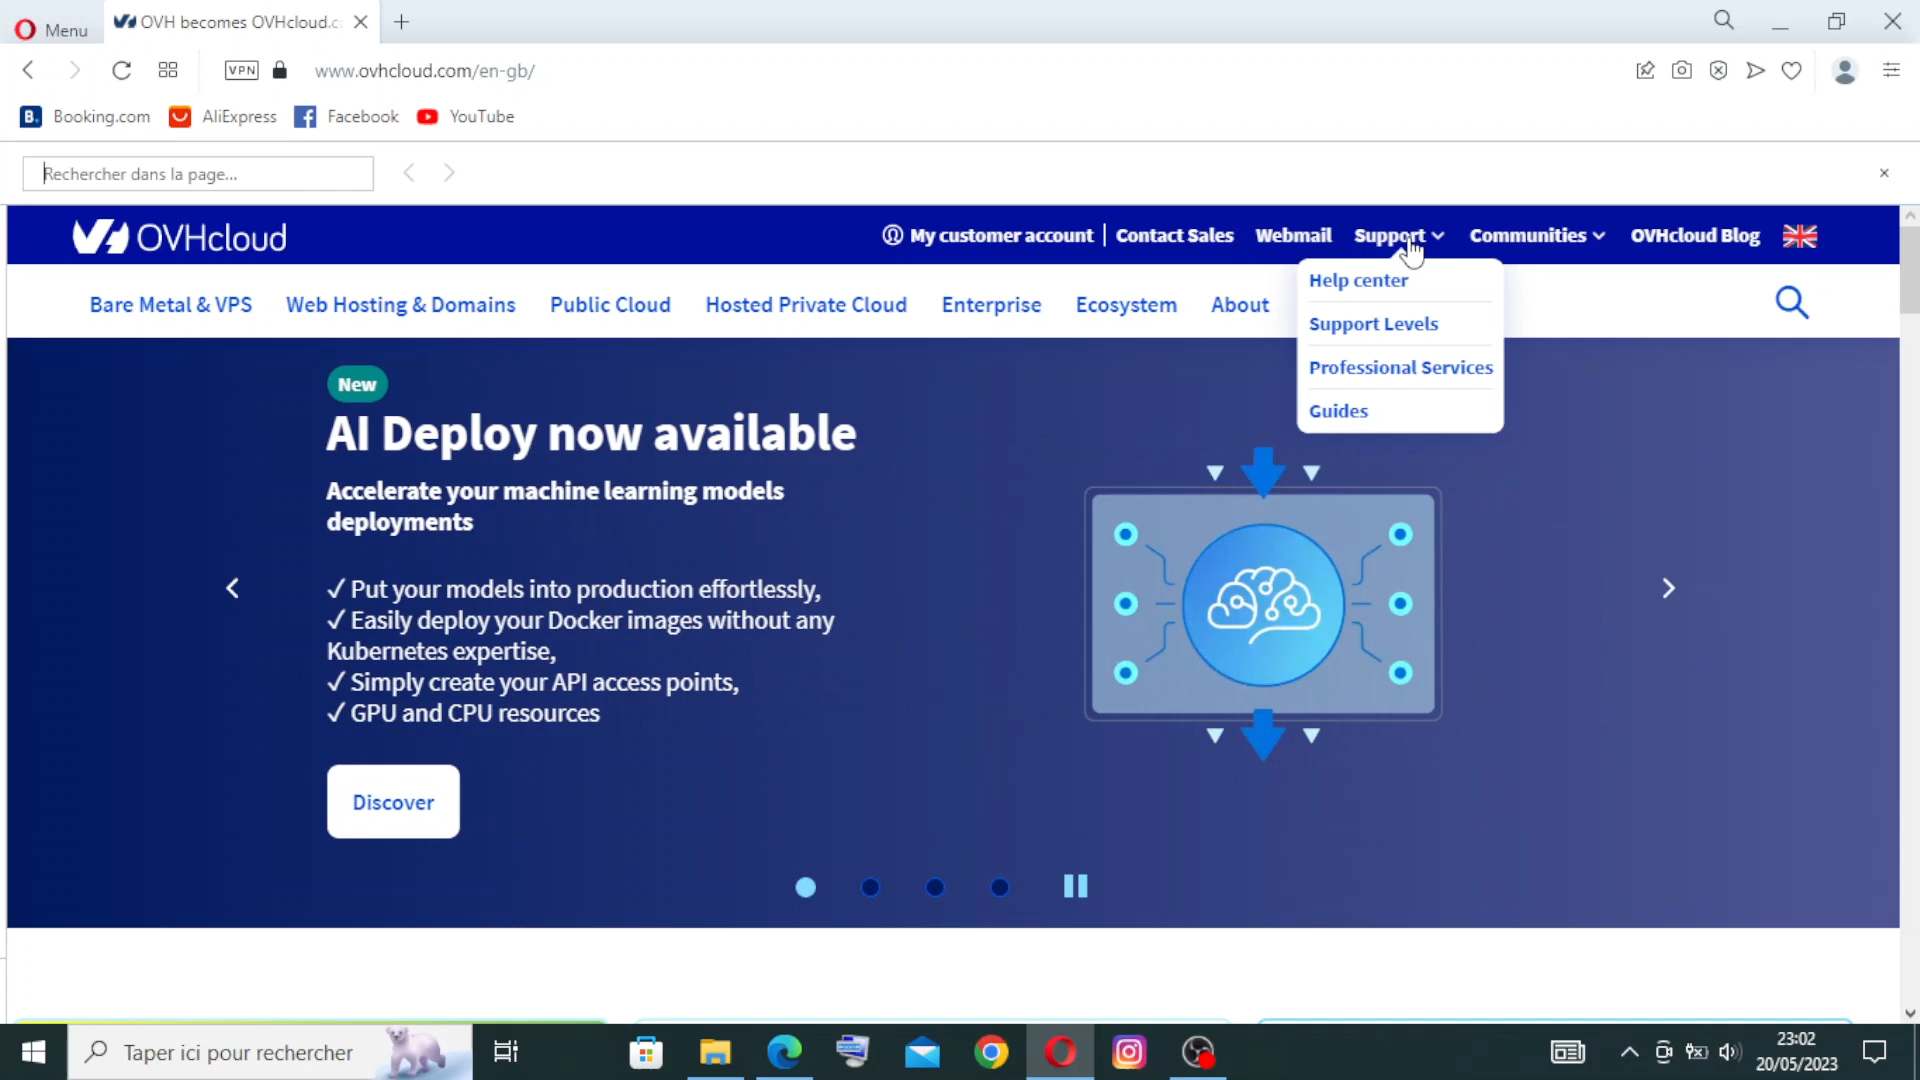 Menu
OVH becomes OVHcloud.c
VPN
www.ovhcloud.com/en-gb/
B. Booking.com
AliExpress
Facebook
YouTube
Rechercher dans la page...
OVHcloud
My customer account
Contact Sales
Webmail
Support
Communities
OVHcloud Blog
Bare Metal & VPS
Web Hosting & Domains
Public Cloud
Hosted Private Cloud
Enterprise
Ecosystem
About
Help center
Support Levels
Professional Services
Guides
New
AI Deploy now available
Accelerate your machine learning models
deployments
✓ Put your models into production effortlessly,
✓ Easily deploy your Docker images without any
Kubernetes expertise,
✓ Simply create your API access points,
✓ GPU and CPU resources
Discover
Taper ici pour rechercher
23:02
20/05/2023